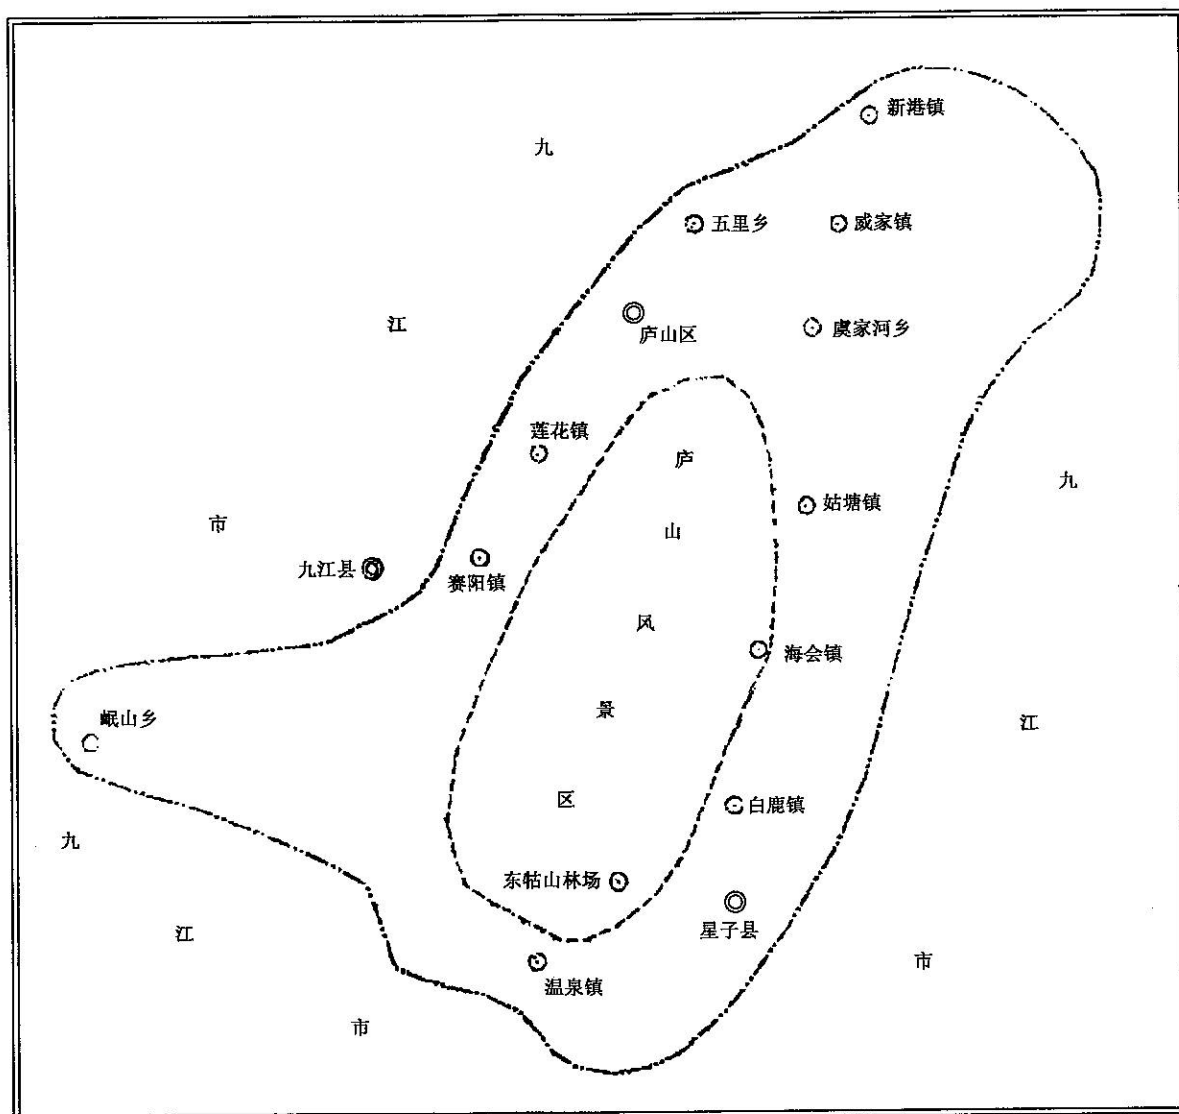 新港镇
九
五里乡
威家镇
江
庐山区
虞家河乡
莲花镇
庐
九
姑塘镇
市
山
九江县
赛阳镇
风
海会镇
岷山乡
景
江
区
白鹿镇
九
东牯山林场
星子县
江
市
温泉镇
市